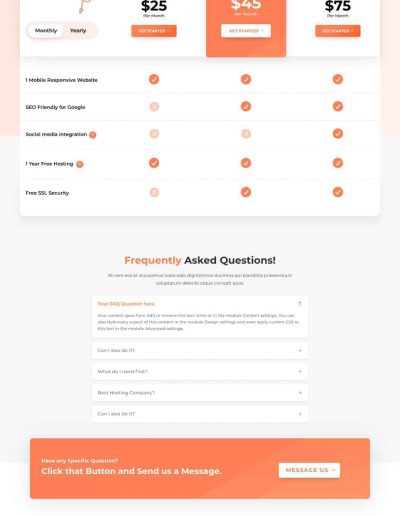 $25
$45
$75
Per Month
Per Month
Per Month
Monthly
Yearly
GET STARTED
GET STARTED
GET STARTED
1 Mobile Responsive Website
SEO Friendly for Google
Social media integration
1 Year Free Hosting
Free SSL Security
Frequently Asked Questions!
At vero eos et accusamus iusto odio dignissimos ducimus qui blanditiis praesentium
voluptatum deleniti atque corrupti quos.
Your FAQ Question here.
Your content goes here. Edit or remove this text inline or in the module Content settings. You can
also style every aspect of this content in the module Design settings and even apply custom CSS to
this text in the module Advanced settings.
Can I also do it?
What do I need first?
Best Hosting Company?
Can I also do it?
Have any Specific Question?
Click that Button and Send us a Message.
MESSAGE US